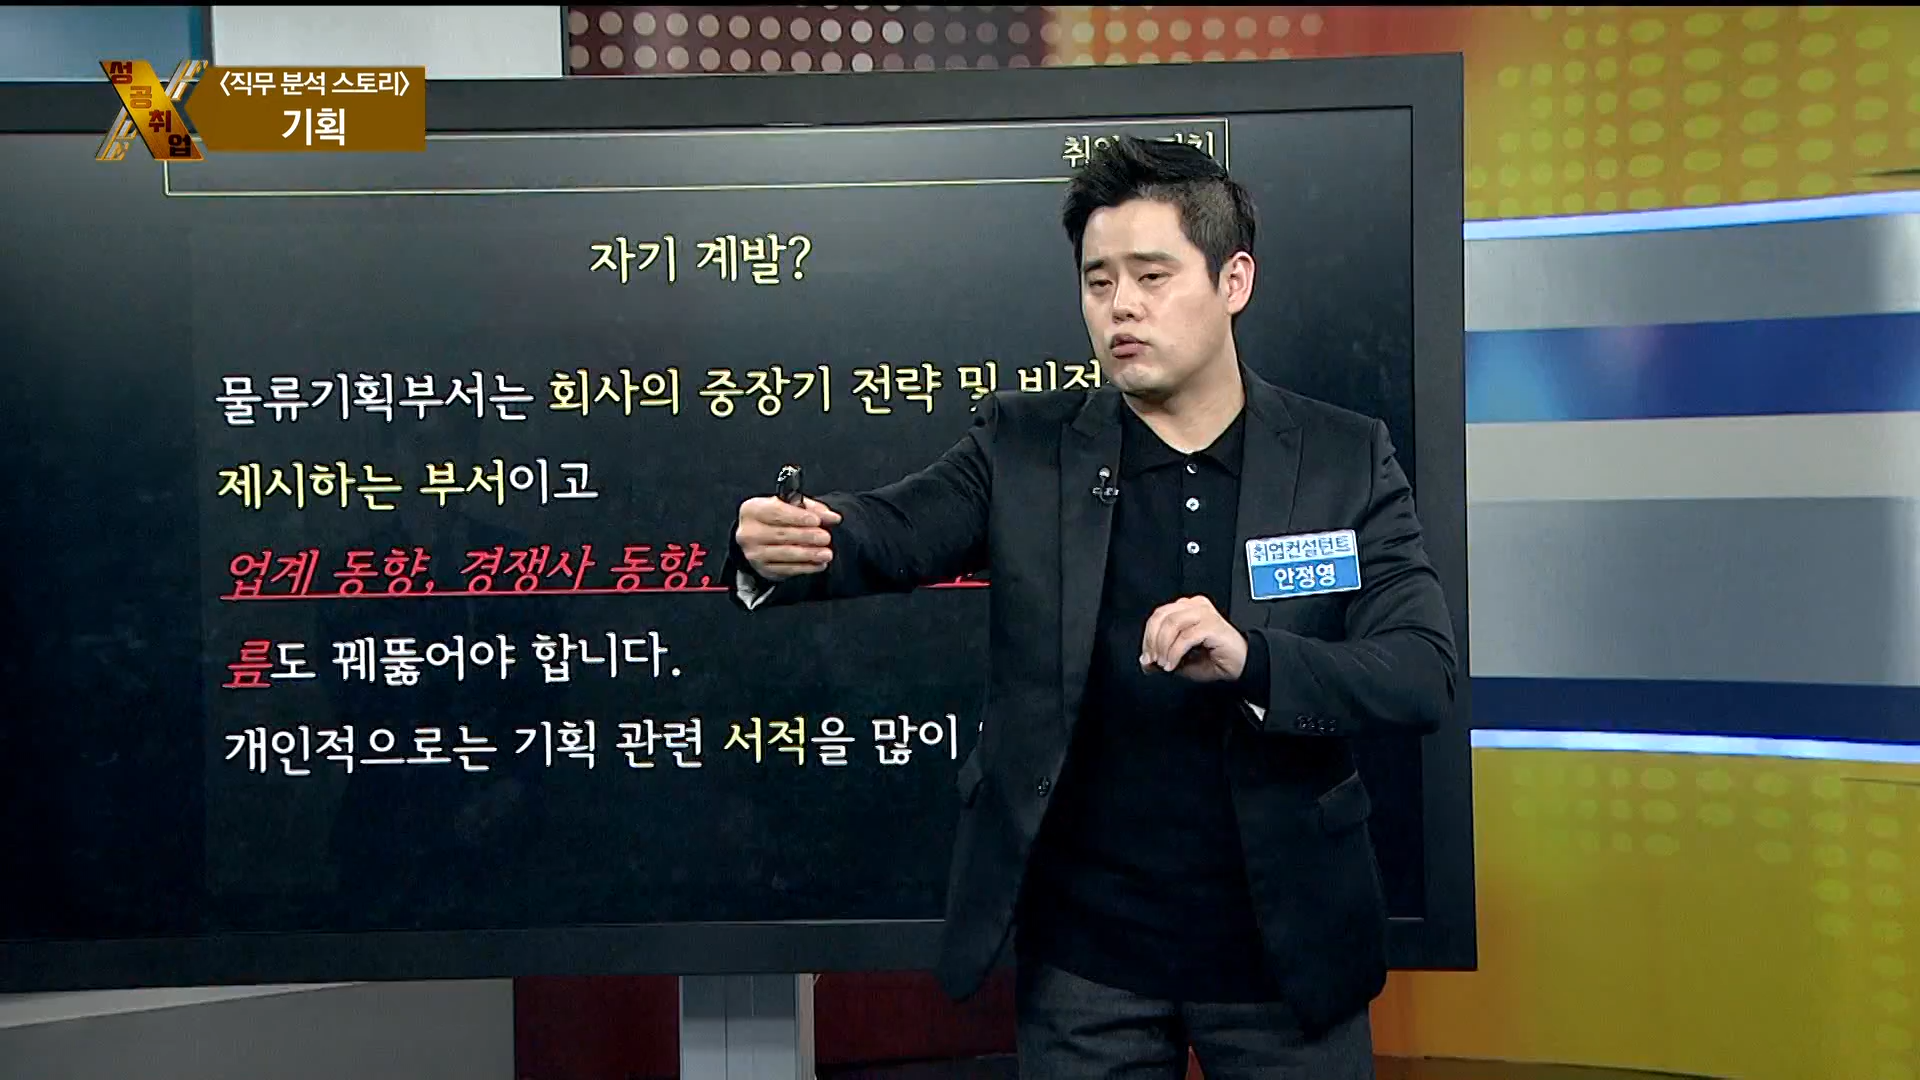 성공취업
<직무 분석 스토리>
기획
자기 계발?
물류기획부서는 회사의 중장기 전략 및
제시하는 부서이고
업계 동향, 경쟁사 동향,
름도 꿰뚫어야 합니다.
개인적으로는 기획 관련 서적을 많이
취업컨설턴트
안정영